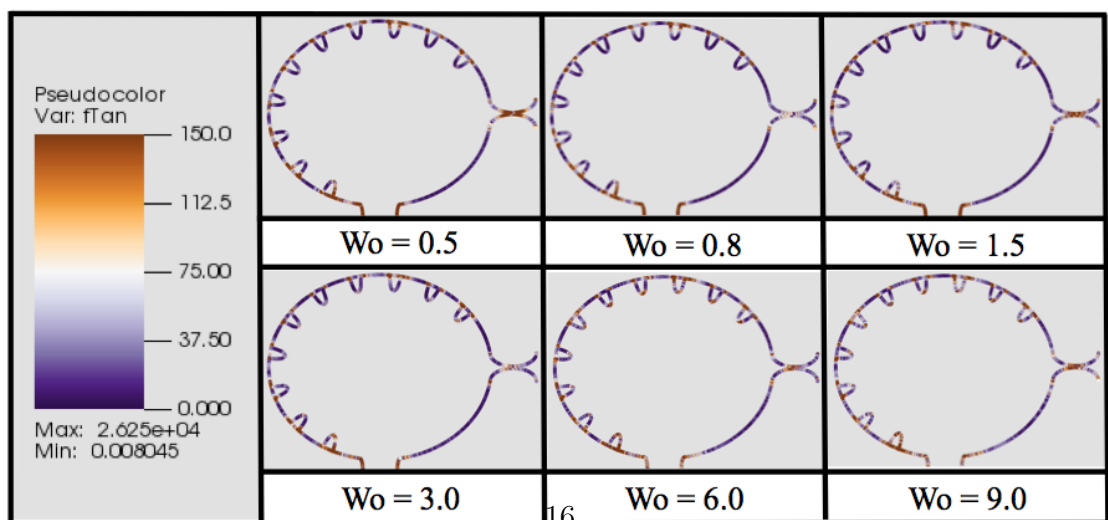 Pseudocolor
Var: fTan
150.0
112.5
75.00
37.50
0.000
Max: 2.625e+04
Min: 0.008045
Wo = 0.5
Wo = 0.8
Wo = 1.5
Wo = 3.0
Wo = 6.0
Wo = 9.0
16